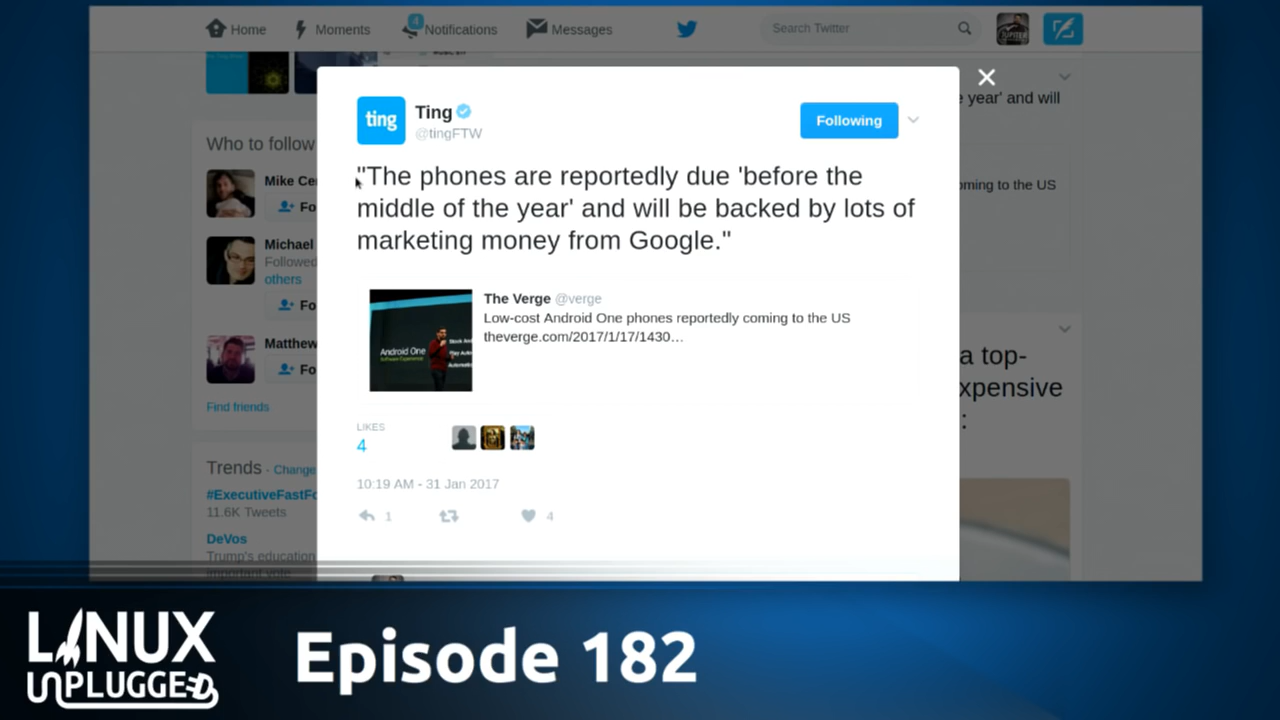 Home
Moments
4
Notifications
Messages
Search Twitter
Ting
@tingFTW
Following
"The phones are reportedly due 'before the
middle of the year' and will be backed by lots of
marketing money from Google."
The Verge @verge
Low-cost Android One phones reportedly coming to the US
theverge.com/2017/1/17/1430…
Android One
LIKES
4
10:19 AM - 31 Jan 2017
1
4
ting
Who to follow
Mike
Fo
Michael
Followed
others
Fo
Matthew
Fo
Find friends
Trends - Change
#ExecutiveFastFo
11.6K Tweets
DeVos
Trump's education
important vote
year' and will
oming to the US
a top-
xpensive
:
LINUX
UNPLUGGED
Episode 182